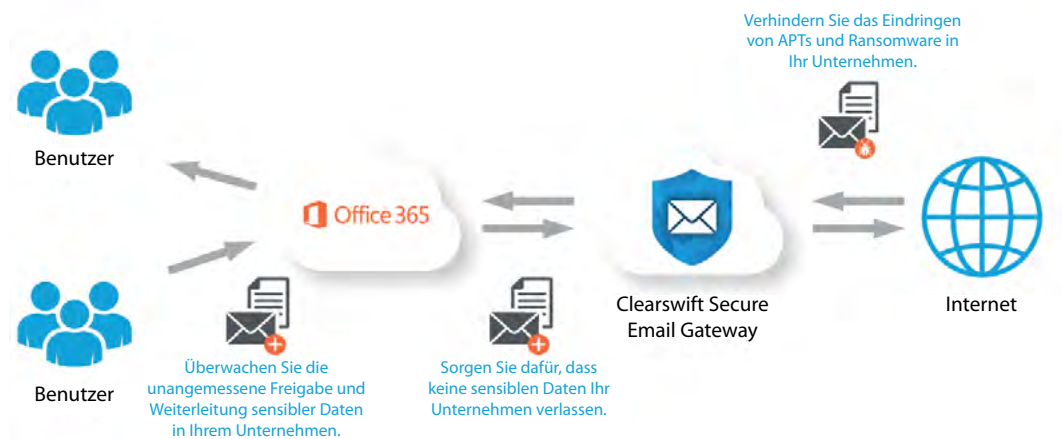 Verhindern Sie das Eindringen
von APTs und Ransomware in
Ihr Unternehmen.
Benutzer
Office 365
Clearswift Secure
Email Gateway
Internet
Benutzer
Überwachen Sie die
unangemessene Freigabe und
Weiterleitung sensibler Daten
in Ihrem Unternehmen.
Sorgen Sie dafür, dass
keine sensiblen Daten Ihr
Unternehmen verlassen.